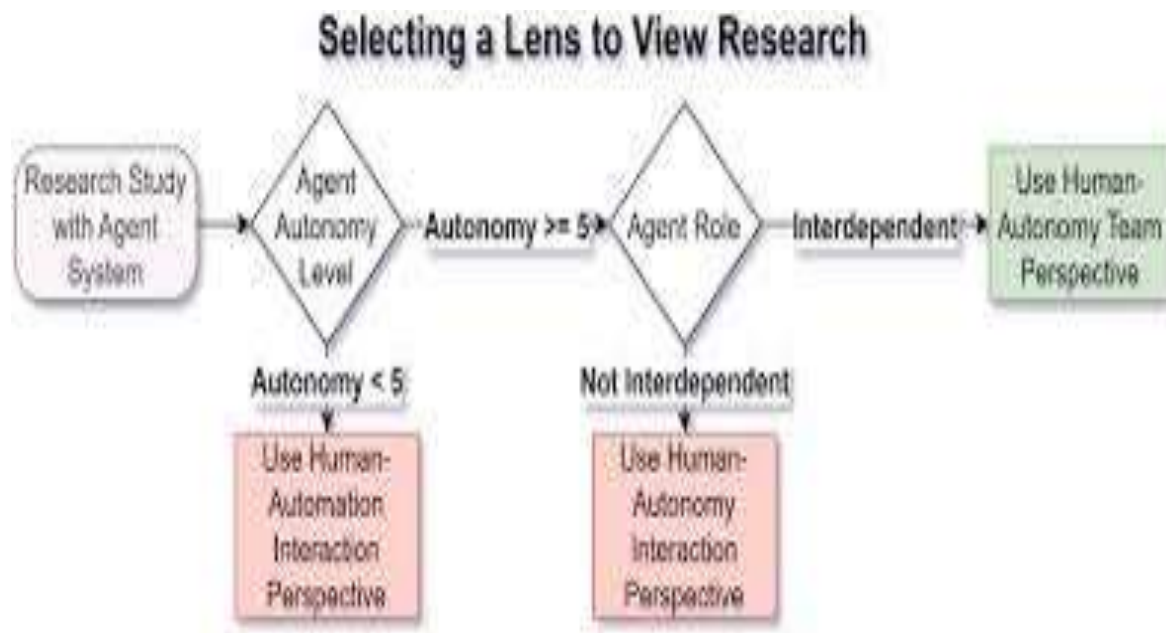 Selecting a Lens to View Research
Research Study
with Agent
System
Agent
Autonomy
Level
Autonomy >= 5
Agent Role
Interdependent
Use Human-
Autonomy Team
Perspective
Autonomy < 5
Not Interdependent
Use Human-
Automation
Interaction
Perspective
Use Human-
Autonomy
Interaction
Perspective